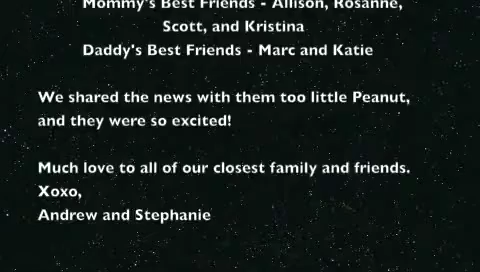 Mommy's Best Friends - Allison, Rosanne,
Scott, and Kristina
Daddy's Best Friends - Marc and Katie
We shared the news with them too little Peanut,
and they were so excited!
Much love to all of our closest family and friends.
Xoxo,
Andrew and Stephanie